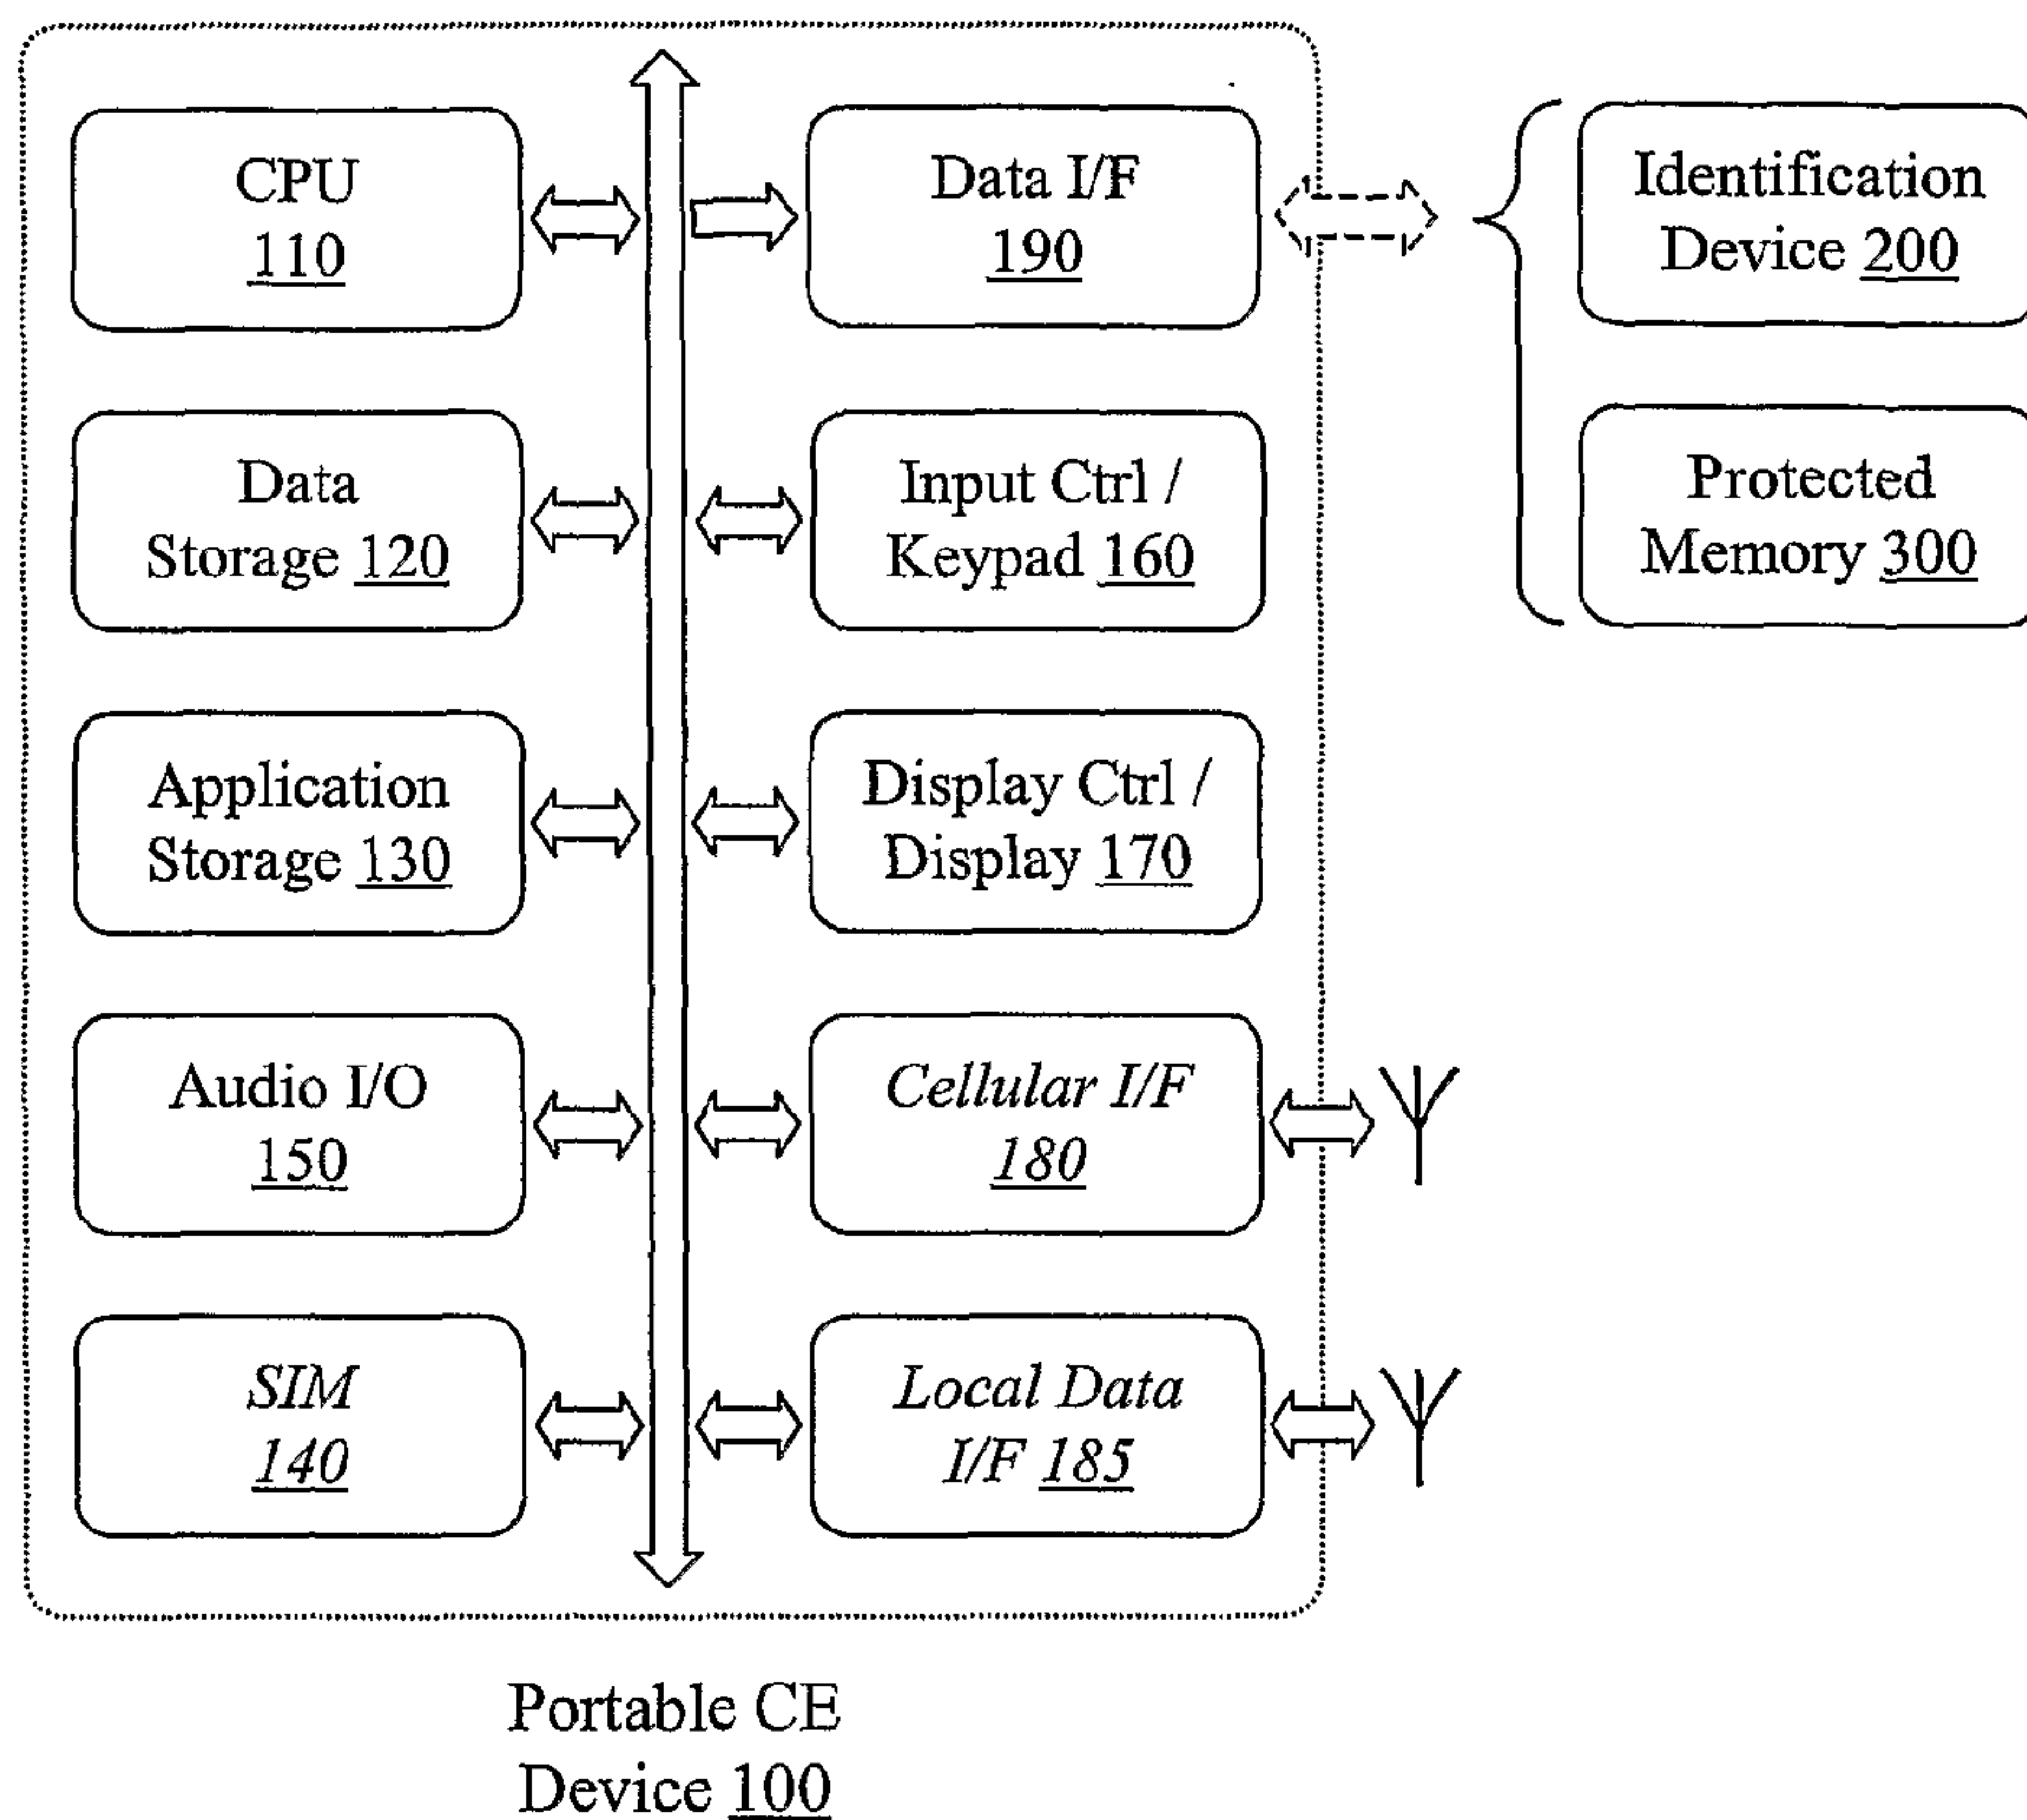 CPU
110
Data I/F
190
Identification
Device 200
Data
Storage 120
Input Ctrl /
Keypad 160
Protected
Memory 300
Application
Storage 130
Display Ctrl /
Display 170
Audio I/O
150
Cellular I/F
180
SIM
140
Local Data
I/F 185
Portable CE
Device 100